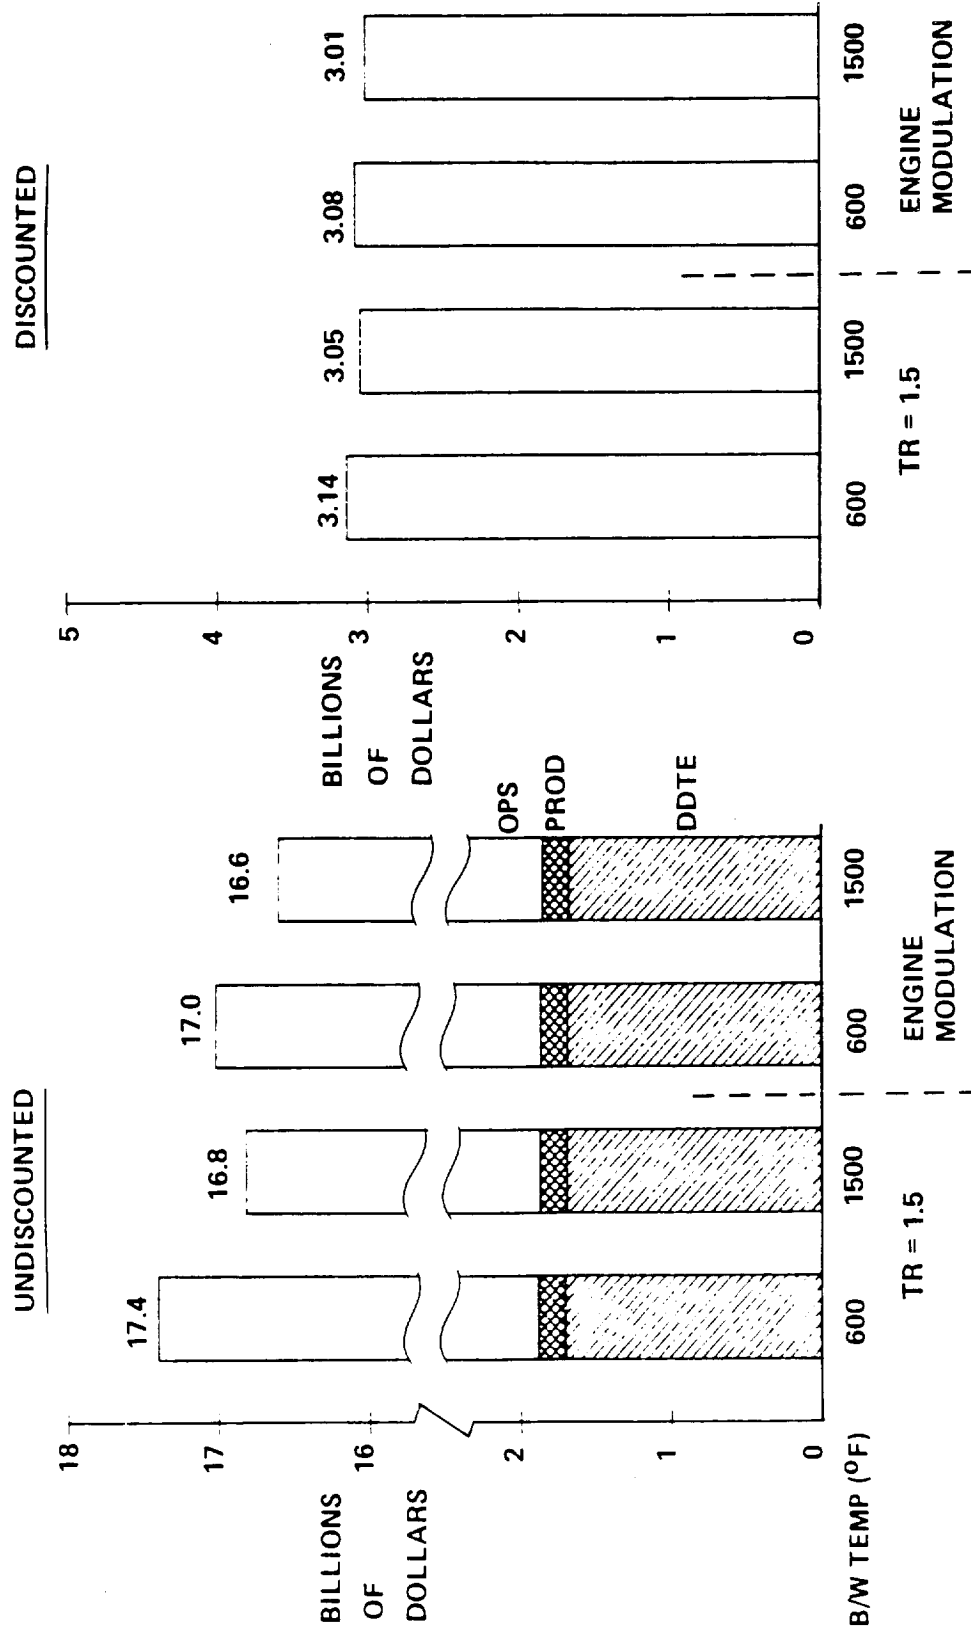 UNDISCOUNTED
18
17
16
2
1
0
BILLIONS
OF
DOLLARS
17.4
16.8
17.0
16.6
OPS
PROD
DDTE
B/W TEMP (°F)
600
1500
600
1500
TR = 1.5
ENGINE
MODULATION
DISCOUNTED
5
4
3
2
1
0
BILLIONS
OF
DOLLARS
3.14
3.05
3.08
3.01
600
1500
600
1500
TR = 1.5
ENGINE
MODULATION